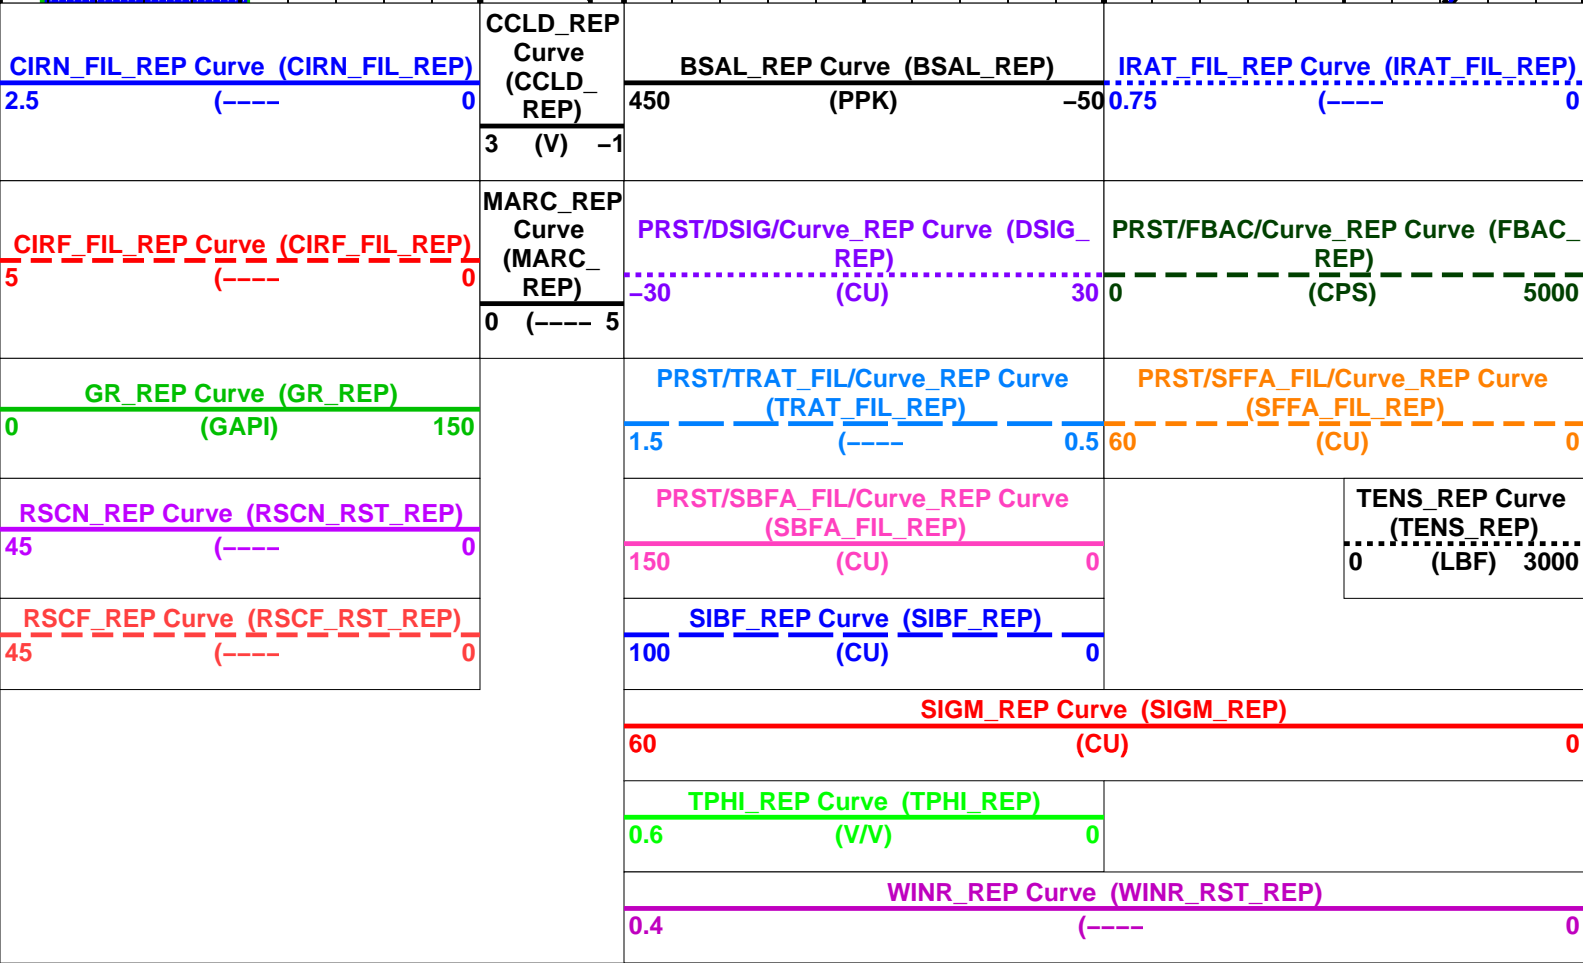 CIRN_FIL_REP Curve (CIRN_FIL_REP)
2.5 (---- 0
CCLD_REP
Curve
(CCLD_
REP)
3 (V) -1
BSAL_REP Curve (BSAL_REP)
450 (PPK) -50
IRAT_FIL_REP Curve (IRAT_FIL_REP)
0.75 (---- 0
CIRF_FIL_REP Curve (CIRF_FIL_REP)
5 (---- 0
MARC_REP
Curve
(MARC_
REP)
0 (---- 5
PRST/DSIG/Curve_REP Curve (DSIG_
REP)
-30 (CU) 30
PRST/FBAC/Curve_REP Curve (FBAC_
REP)
0 (CPS) 5000
GR_REP Curve (GR_REP)
0 (GAPI) 150
PRST/TRAT_FIL/Curve_REP Curve
(TRAT_FIL_REP)
1.5 (---- 0.5
PRST/SFFA_FIL/Curve_REP Curve
(SFFA_FIL_REP)
60 (CU) 0
RSCN_REP Curve (RSCN_RST_REP)
45 (---- 0
PRST/SBFA_FIL/Curve_REP Curve
(SBFA_FIL_REP)
150 (CU) 0
TENS_REP Curve
(TENS_REP)
0 (LBF) 3000
RSCF_REP Curve (RSCF_RST_REP)
45 (---- 0
SIBF_REP Curve (SIBF_REP)
100 (CU) 0
SIGM_REP Curve (SIGM_REP)
60 (CU) 0
TPHI_REP Curve (TPHI_REP)
0.6 (V/V) 0
WINR_REP Curve (WINR_RST_REP)
0.4 (---- 0